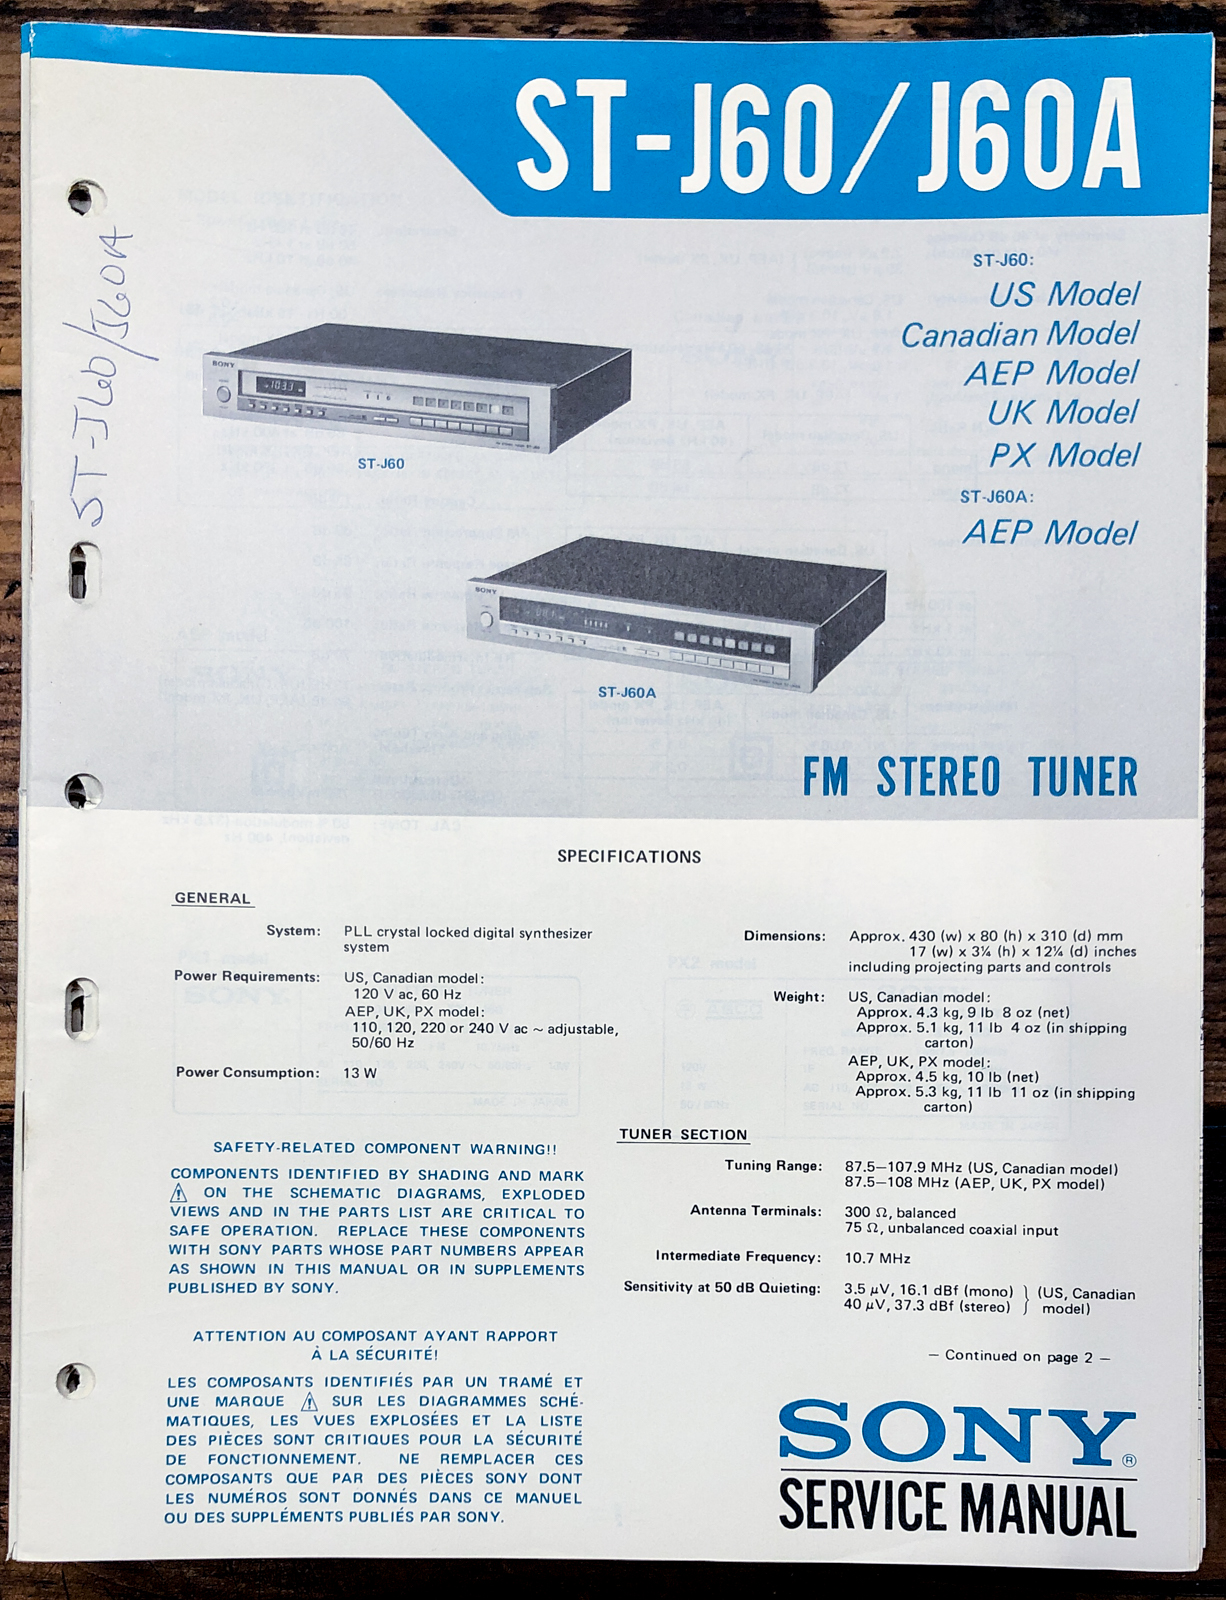 ST-J60/J60A
ST-J60/J60A
ST-J60:
US Model
Canadian Model
AEP Model
UK Model
PX Model
ST-J60A:
AEP Model
SONY
103.3
ST-J60
SONY
ST-J60A
FM STEREO TUNER
SPECIFICATIONS
GENERAL
System: PLL crystal locked digital synthesizer
system
Power Requirements: US, Canadian model:
120 V ac, 60 Hz
AEP, UK, PX model:
110, 120, 220 or 240 V ac ~ adjustable,
50/60 Hz
Power Consumption: 13 W
Dimensions: Approx. 430 (w) x 80 (h) x 310 (d) mm
17 (w) x 3¼ (h) x 12¼ (d) inches
including projecting parts and controls
Weight: US, Canadian model:
Approx. 4.3 kg, 9 lb 8 oz (net)
Approx. 5.1 kg, 11 lb 4 oz (in shipping
carton)
AEP, UK, PX model:
Approx. 4.5 kg, 10 lb (net)
Approx. 5.3 kg, 11 lb 11 oz (in shipping
carton)
SAFETY-RELATED COMPONENT WARNING!!
COMPONENTS IDENTIFIED BY SHADING AND MARK
⚠ ON THE SCHEMATIC DIAGRAMS, EXPLODED
VIEWS AND IN THE PARTS LIST ARE CRITICAL TO
SAFE OPERATION. REPLACE THESE COMPONENTS
WITH SONY PARTS WHOSE PART NUMBERS APPEAR
AS SHOWN IN THIS MANUAL OR IN SUPPLEMENTS
PUBLISHED BY SONY.
ATTENTION AU COMPOSANT AYANT RAPPORT
À LA SÉCURITÉ!
LES COMPOSANTS IDENTIFIÉS PAR UN TRAMÉ ET
UNE MARQUE ⚠ SUR LES DIAGRAMMES SCHÉ-
MATIQUES, LES VUES EXPLOSÉES ET LA LISTE
DES PIÈCES SONT CRITIQUES POUR LA SÉCURITÉ
DE FONCTIONNEMENT. NE REMPLACER CES
COMPOSANTS QUE PAR DES PIÈCES SONY DONT
LES NUMÉROS SONT DONNÉS DANS CE MANUEL
OU DES SUPPLÉMENTS PUBLIÉS PAR SONY.
TUNER SECTION
Tuning Range: 87.5–107.9 MHz (US, Canadian model)
87.5–108 MHz (AEP, UK, PX model)
Antenna Terminals: 300 Ω, balanced
75 Ω, unbalanced coaxial input
Intermediate Frequency: 10.7 MHz
Sensitivity at 50 dB Quieting: 3.5 μV, 16.1 dBf (mono) } (US, Canadian
40 μV, 37.3 dBf (stereo) } model)
— Continued on page 2 —
SONY®
SERVICE MANUAL